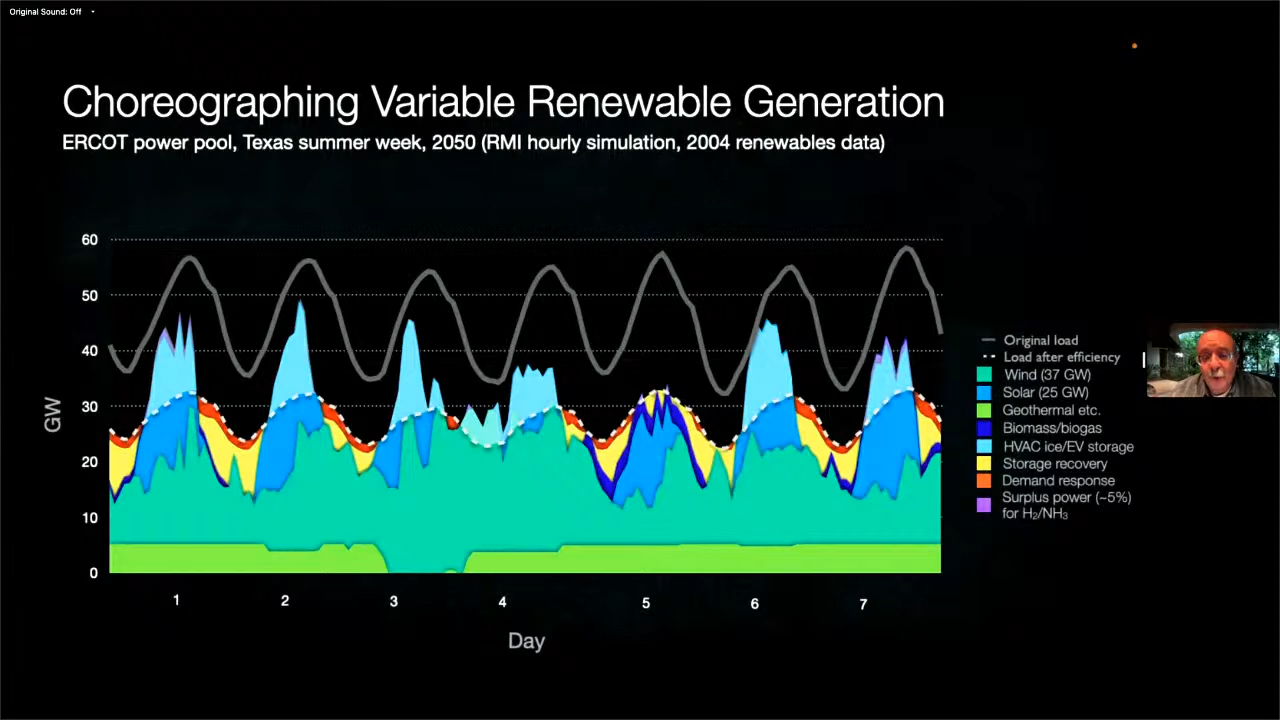 Original Sound: Off
Choreographing Variable Renewable Generation
ERCOT power pool, Texas summer week, 2050 (RMI hourly simulation, 2004 renewables data)
60
50
40
30
20
10
0
GW
1 2 3 4 5 6 7
Day
Original load
Load after efficiency
Wind (37 GW)
Solar (25 GW)
Geothermal etc.
Biomass/biogas
HVAC ice/EV storage
Storage recovery
Demand response
Surplus power (~5%)
for H₂/NH₃